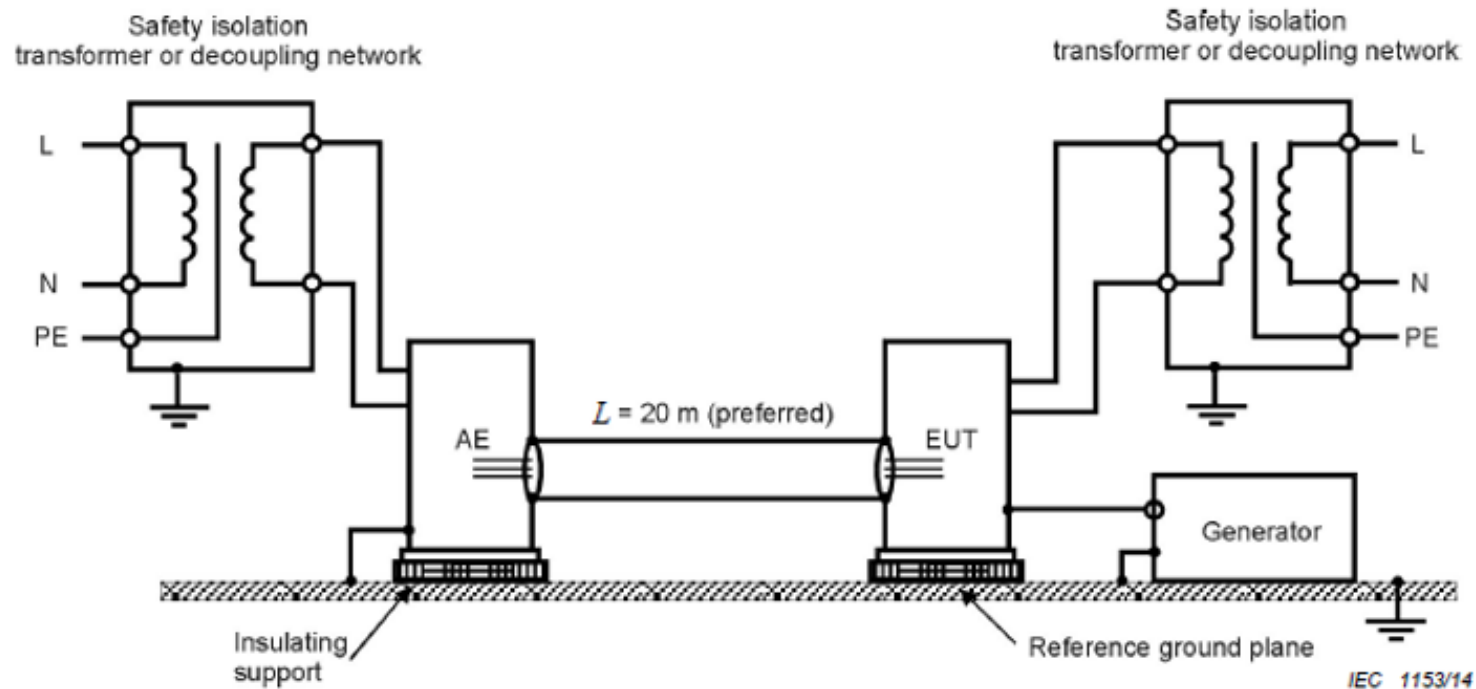 Safety isolation
transformer or decoupling network
Safety isolation
transformer or decoupling network
L
N
PE
L
N
PE
L = 20 m (preferred)
AE
EUT
Generator
Insulating
support
Reference ground plane
IEC 1153/14